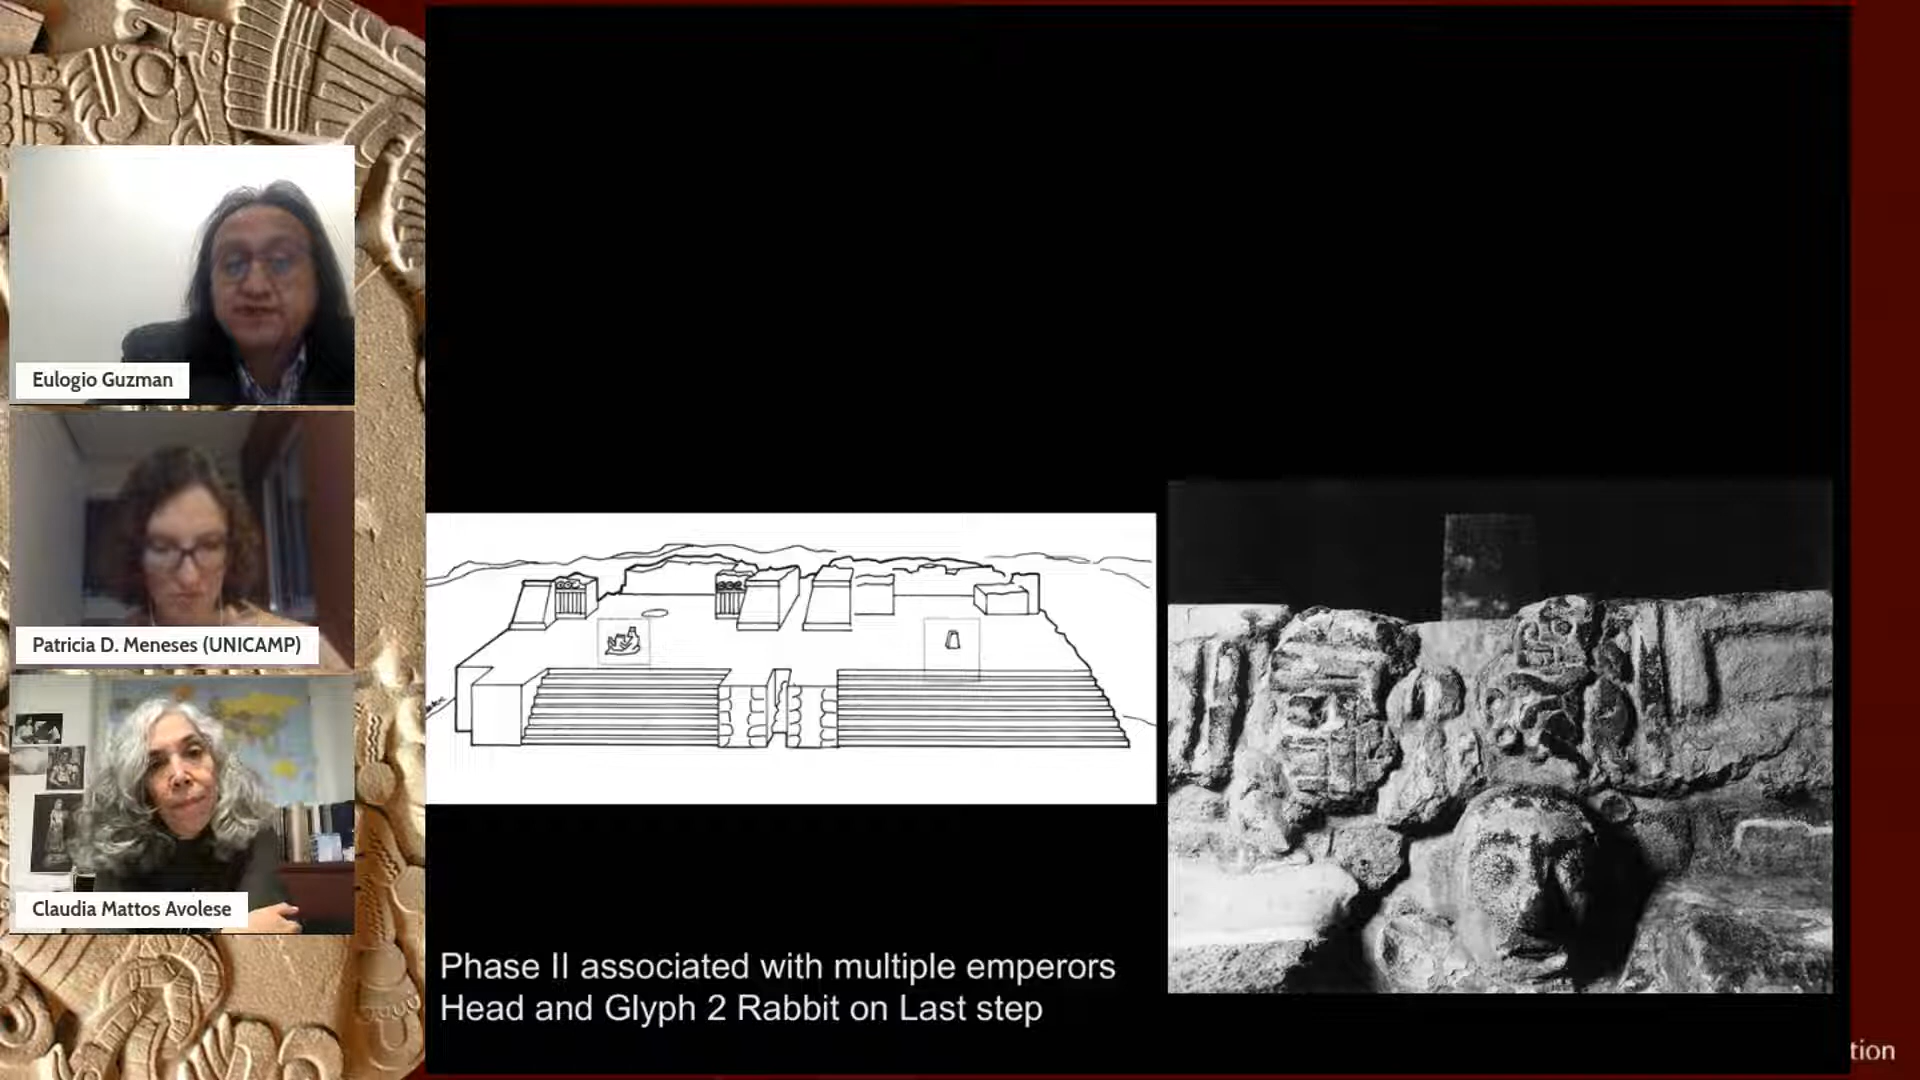 Eulogio Guzman
Patricia D. Meneses (UNICAMP)
Claudia Mattos Avolese
Phase II associated with multiple emperors
Head and Glyph 2 Rabbit on Last step
tion